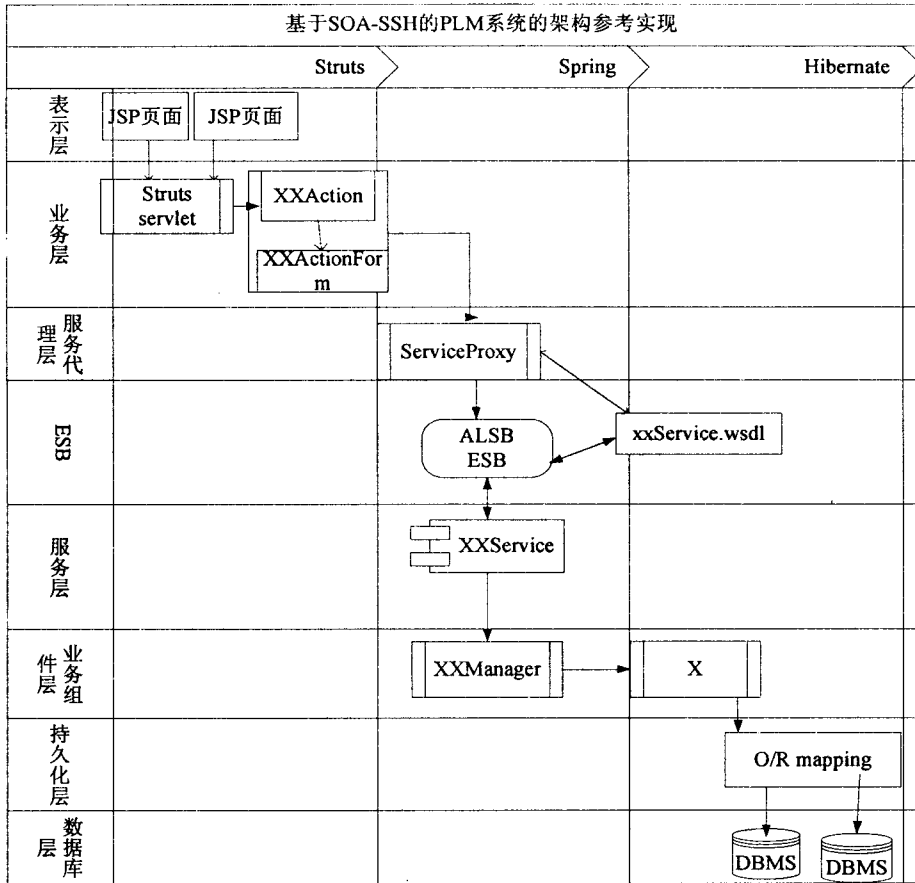 基于SOA-SSH的PLM系统的架构参考实现
Struts
Spring
Hibernate
表示层
JSP页面
JSP页面
业务层
Struts
servlet
XXAction
XXActionFor
m
服务代
理层
ServiceProxy
ESB
ALSB
ESB
xxService.wsdl
服务层
XXService
业务组
件层
XXManager
X
持久化层
O/R mapping
数据库
层
DBMS
DBMS